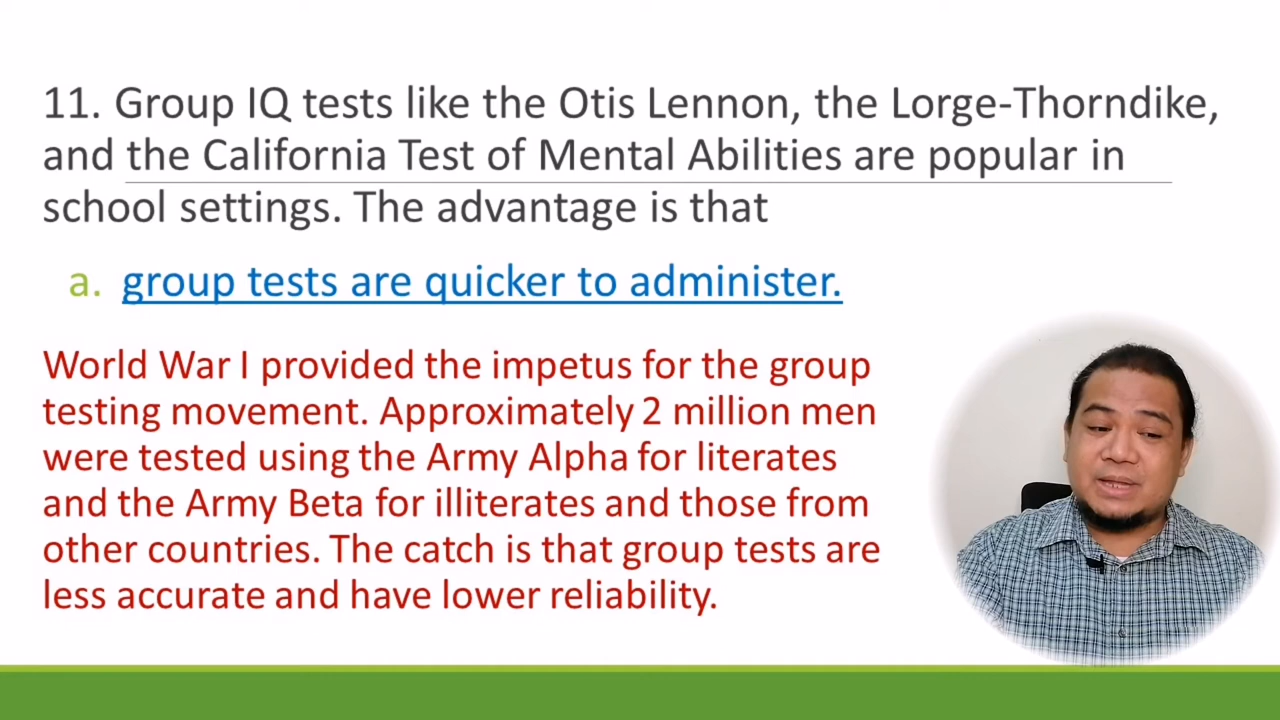 11. Group IQ tests like the Otis Lennon, the Lorge-Thorndike,
and the California Test of Mental Abilities are popular in
school settings. The advantage is that
a. group tests are quicker to administer.
World War I provided the impetus for the group
testing movement. Approximately 2 million men
were tested using the Army Alpha for literates
and the Army Beta for illiterates and those from
other countries. The catch is that group tests are
less accurate and have lower reliability.